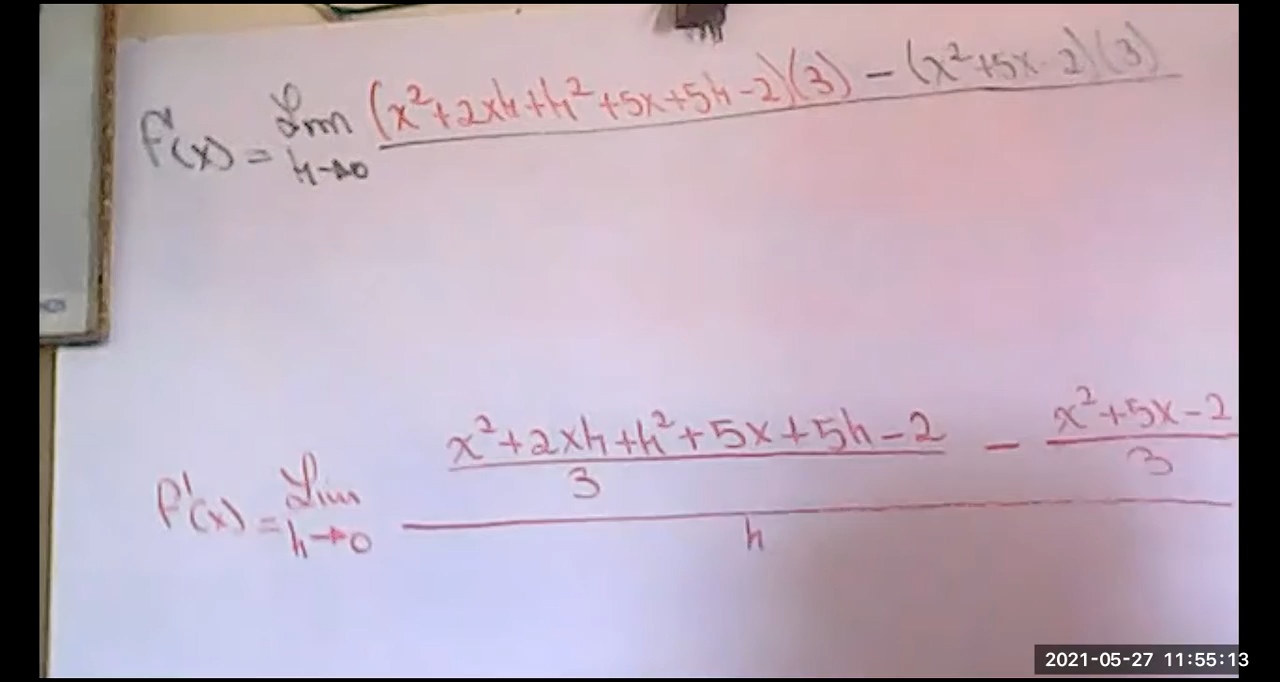 f'(x) = Lim (x²+2xh+h²+5x+5h-2)(3) - (x²+5x-2)(3)
h→0
x²+2xh+h²+5x+5h-2 - x²+5x-2
3 3
f'(x) = Lim
h→0 h
2021-05-27 11:55:13